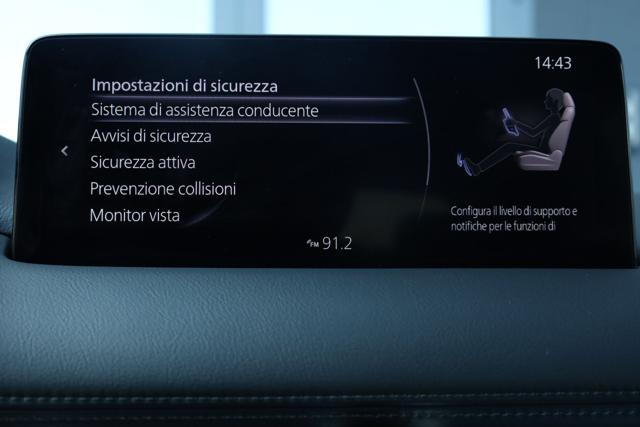 14:43
Impostazioni di sicurezza
Sistema di assistenza conducente
Avvisi di sicurezza
Sicurezza attiva
Prevenzione collisioni
Monitor vista
Configura il livello di supporto e
notifiche per le funzioni di
FM 91.2